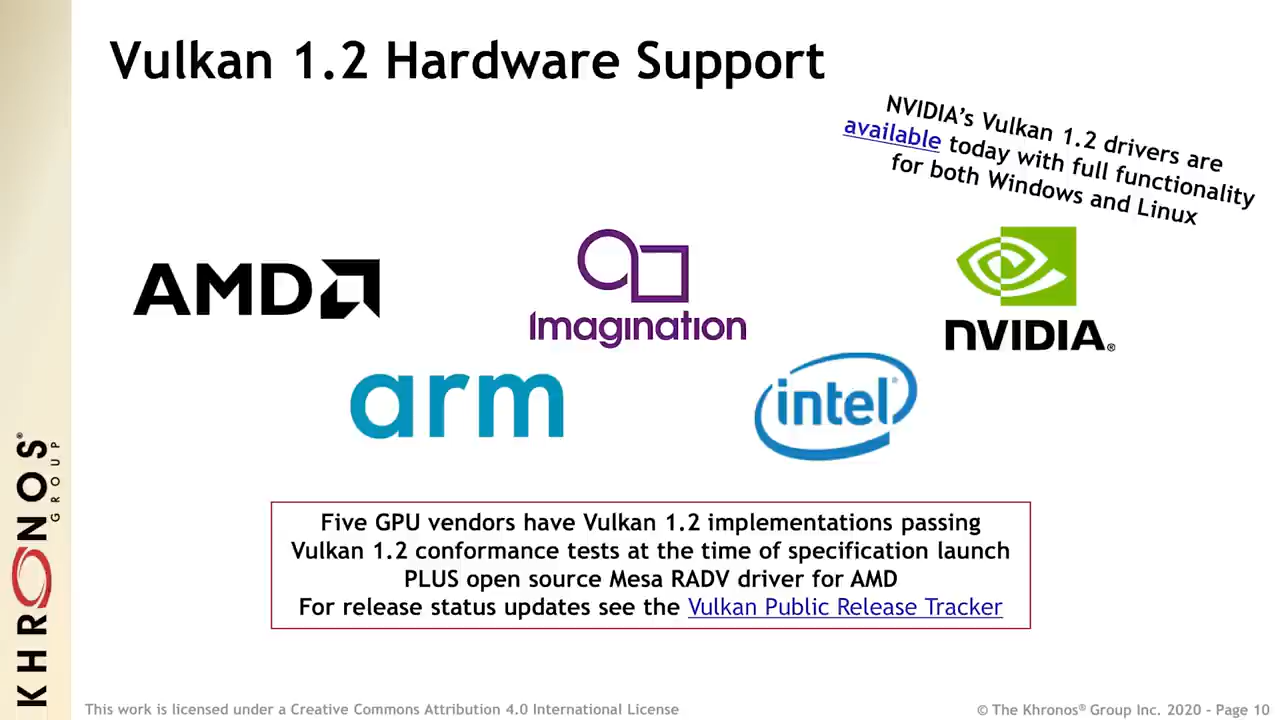 Vulkan 1.2 Hardware Support
NVIDIA's Vulkan 1.2 drivers are
available today with full functionality
for both Windows and Linux
AMD
Imagination
NVIDIA®
arm
intel®
Five GPU vendors have Vulkan 1.2 implementations passing
Vulkan 1.2 conformance tests at the time of specification launch
PLUS open source Mesa RADV driver for AMD
For release status updates see the Vulkan Public Release Tracker
KHRONOS®
GROUP
This work is licensed under a Creative Commons Attribution 4.0 International License
© The Khronos® Group Inc. 2020 - Page 10